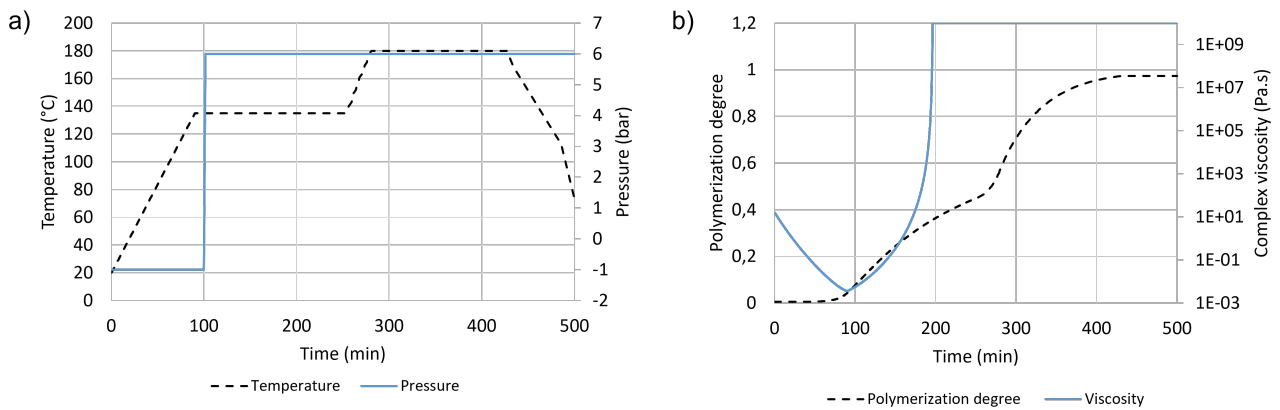 a)
Temperature (°C)
200
180
160
140
120
100
80
60
40
20
0
0 100 200 300 400 500
Time (min)
7
6
5
4
3
2
1
0
-1
-2
Pressure (bar)
Temperature Pressure
b)
Polymerization degree
1,2
1
0,8
0,6
0,4
0,2
0
0 100 200 300 400 500
Time (min)
1E+09
1E+07
1E+05
1E+03
1E+01
1E-01
1E-03
Complex viscosity (Pa.s)
Polymerization degree Viscosity